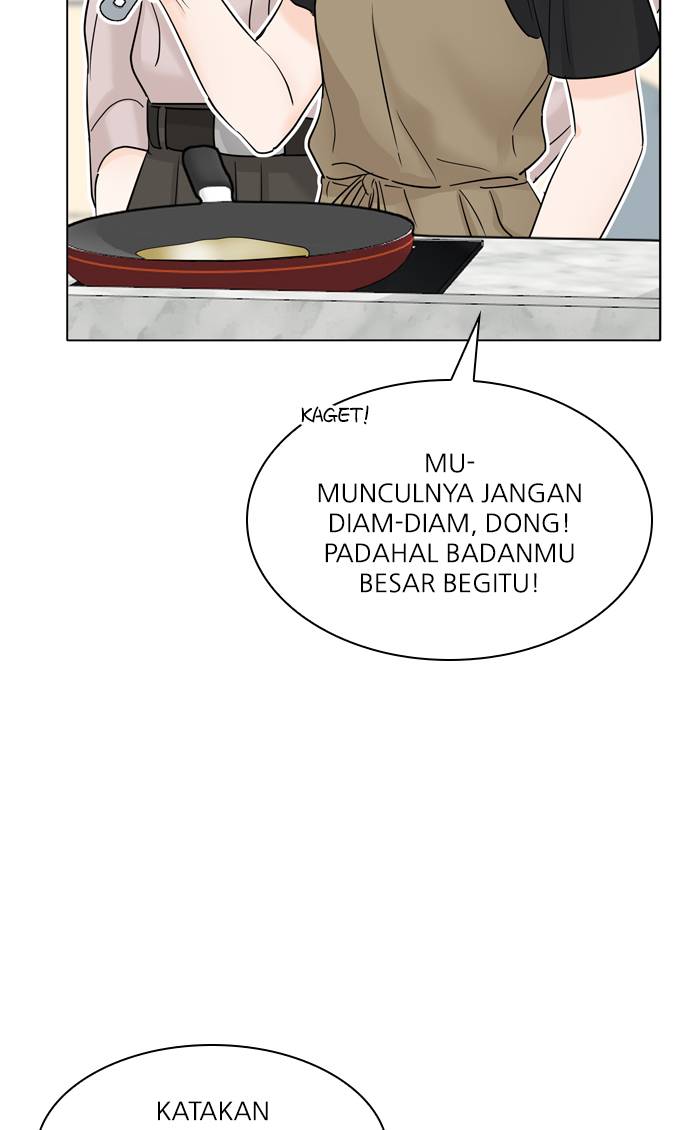 KAGET!
MU-
MUNCULNYA JANGAN
DIAM-DIAM, DONG!
PADAHAL BADANMU
BESAR BEGITU!
KATAKAN